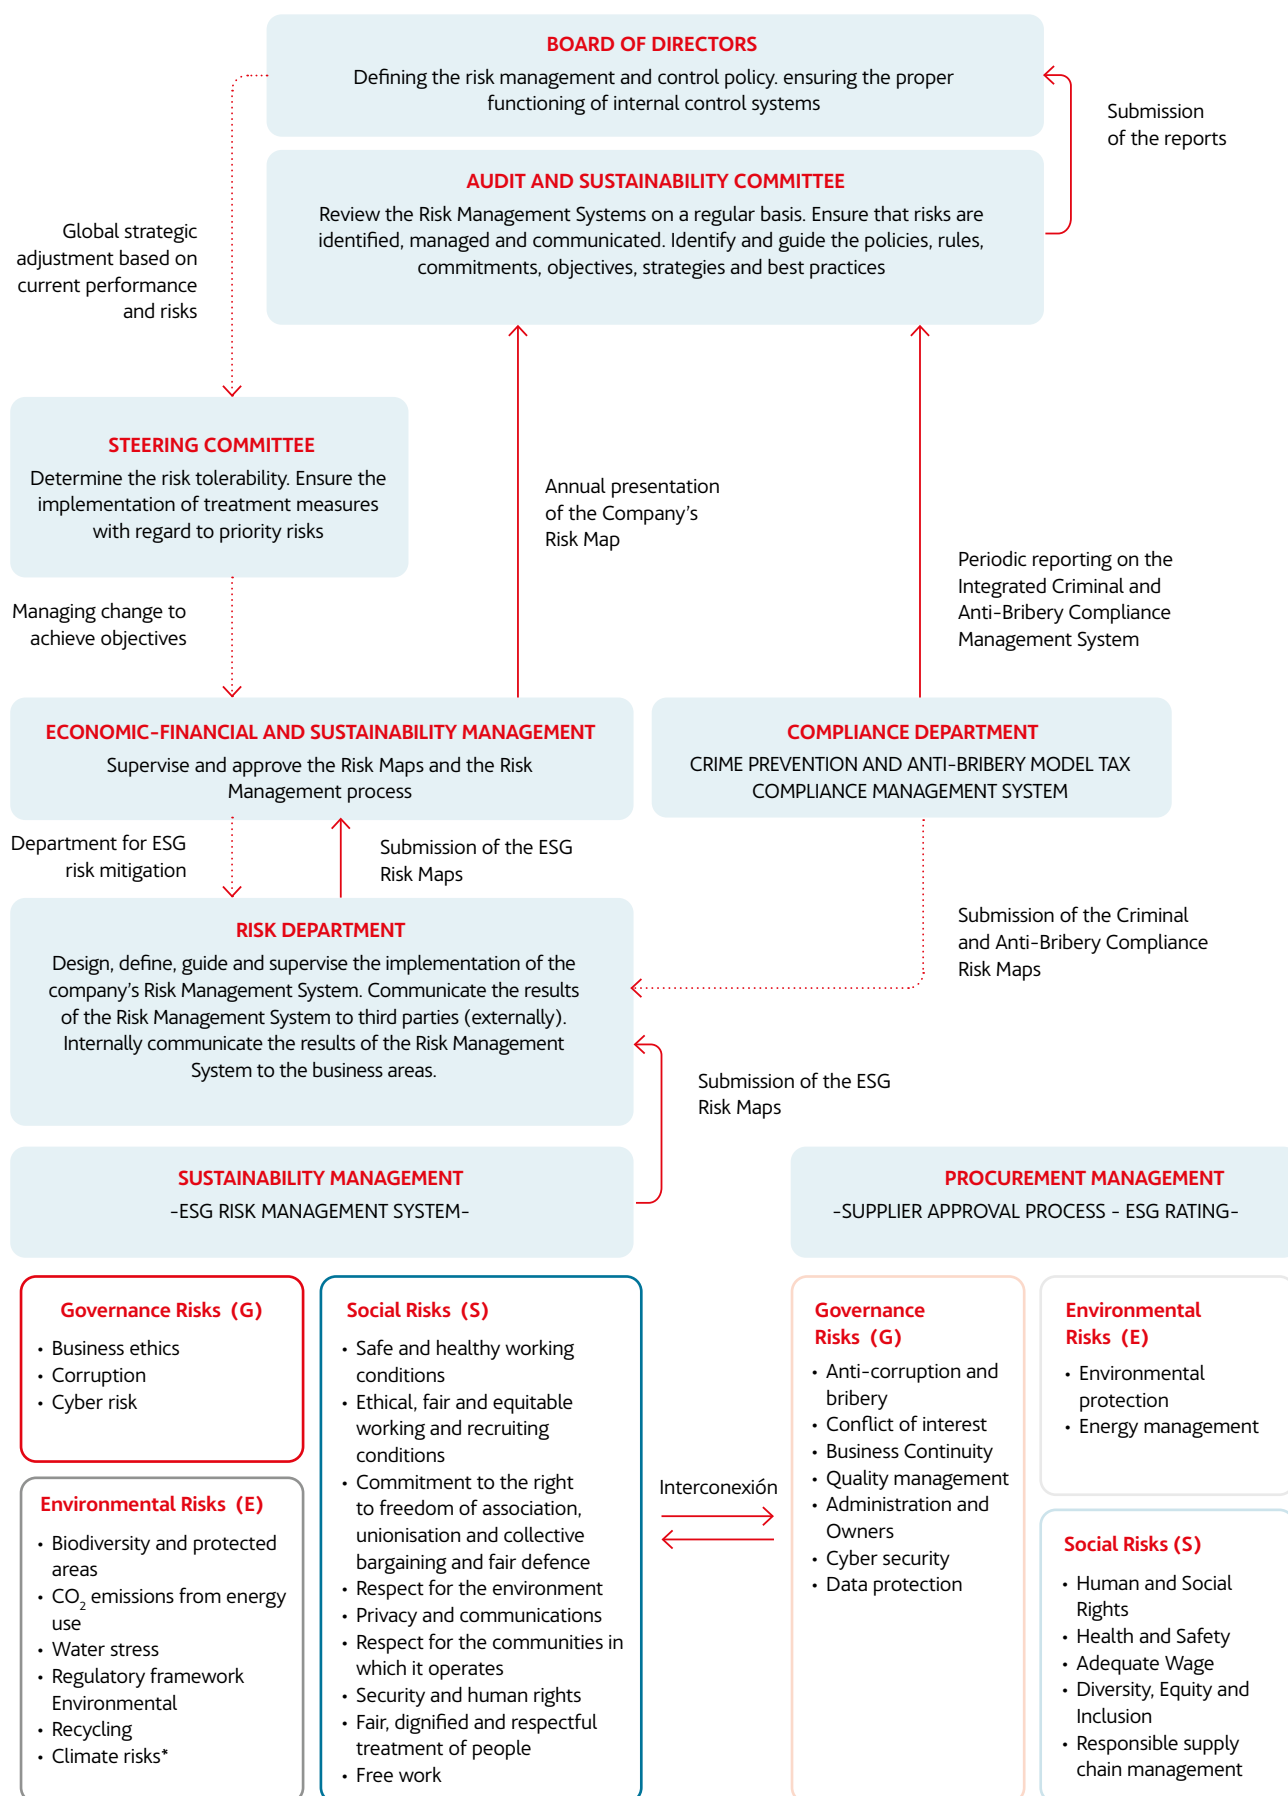 BOARD OF DIRECTORS
Defining the risk management and control policy. ensuring the proper
functioning of internal control systems
Submission
of the reports
AUDIT AND SUSTAINABILITY COMMITTEE
Review the Risk Management Systems on a regular basis. Ensure that risks are
identified, managed and communicated. Identify and guide the policies, rules,
commitments, objectives, strategies and best practices
Global strategic
adjustment based on
current performance
and risks
STEERING COMMITTEE
Determine the risk tolerability. Ensure the
implementation of treatment measures
with regard to priority risks
Annual presentation
of the Company's
Risk Map
Periodic reporting on the
Integrated Criminal and
Anti-Bribery Compliance
Management System
Managing change to
achieve objectives
ECONOMIC-FINANCIAL AND SUSTAINABILITY MANAGEMENT
Supervise and approve the Risk Maps and the Risk
Management process
COMPLIANCE DEPARTMENT
CRIME PREVENTION AND ANTI-BRIBERY MODEL TAX
COMPLIANCE MANAGEMENT SYSTEM
Department for ESG
risk mitigation
Submission of the ESG
Risk Maps
RISK DEPARTMENT
Design, define, guide and supervise the implementation of the
company's Risk Management System. Communicate the results
of the Risk Management System to third parties (externally).
Internally communicate the results of the Risk Management
System to the business areas.
Submission of the Criminal
and Anti-Bribery Compliance
Risk Maps
Submission of the ESG
Risk Maps
SUSTAINABILITY MANAGEMENT
-ESG RISK MANAGEMENT SYSTEM-
PROCUREMENT MANAGEMENT
-SUPPLIER APPROVAL PROCESS - ESG RATING-
Governance Risks (G)
• Business ethics
• Corruption
• Cyber risk
Environmental Risks (E)
• Biodiversity and protected
areas
• CO₂ emissions from energy
use
• Water stress
• Regulatory framework
Environmental
• Recycling
• Climate risks*
Social Risks (S)
• Safe and healthy working
conditions
• Ethical, fair and equitable
working and recruiting
conditions
• Commitment to the right
to freedom of association,
unionisation and collective
bargaining and fair defence
• Respect for the environment
• Privacy and communications
• Respect for the communities in
which it operates
• Security and human rights
• Fair, dignified and respectful
treatment of people
• Free work
Interconexión
Governance
Risks (G)
• Anti-corruption and
bribery
• Conflict of interest
• Business Continuity
• Quality management
• Administration and
Owners
• Cyber security
• Data protection
Environmental
Risks (E)
• Environmental
protection
• Energy management
Social Risks (S)
• Human and Social
Rights
• Health and Safety
• Adequate Wage
• Diversity, Equity and
Inclusion
• Responsible supply
chain management